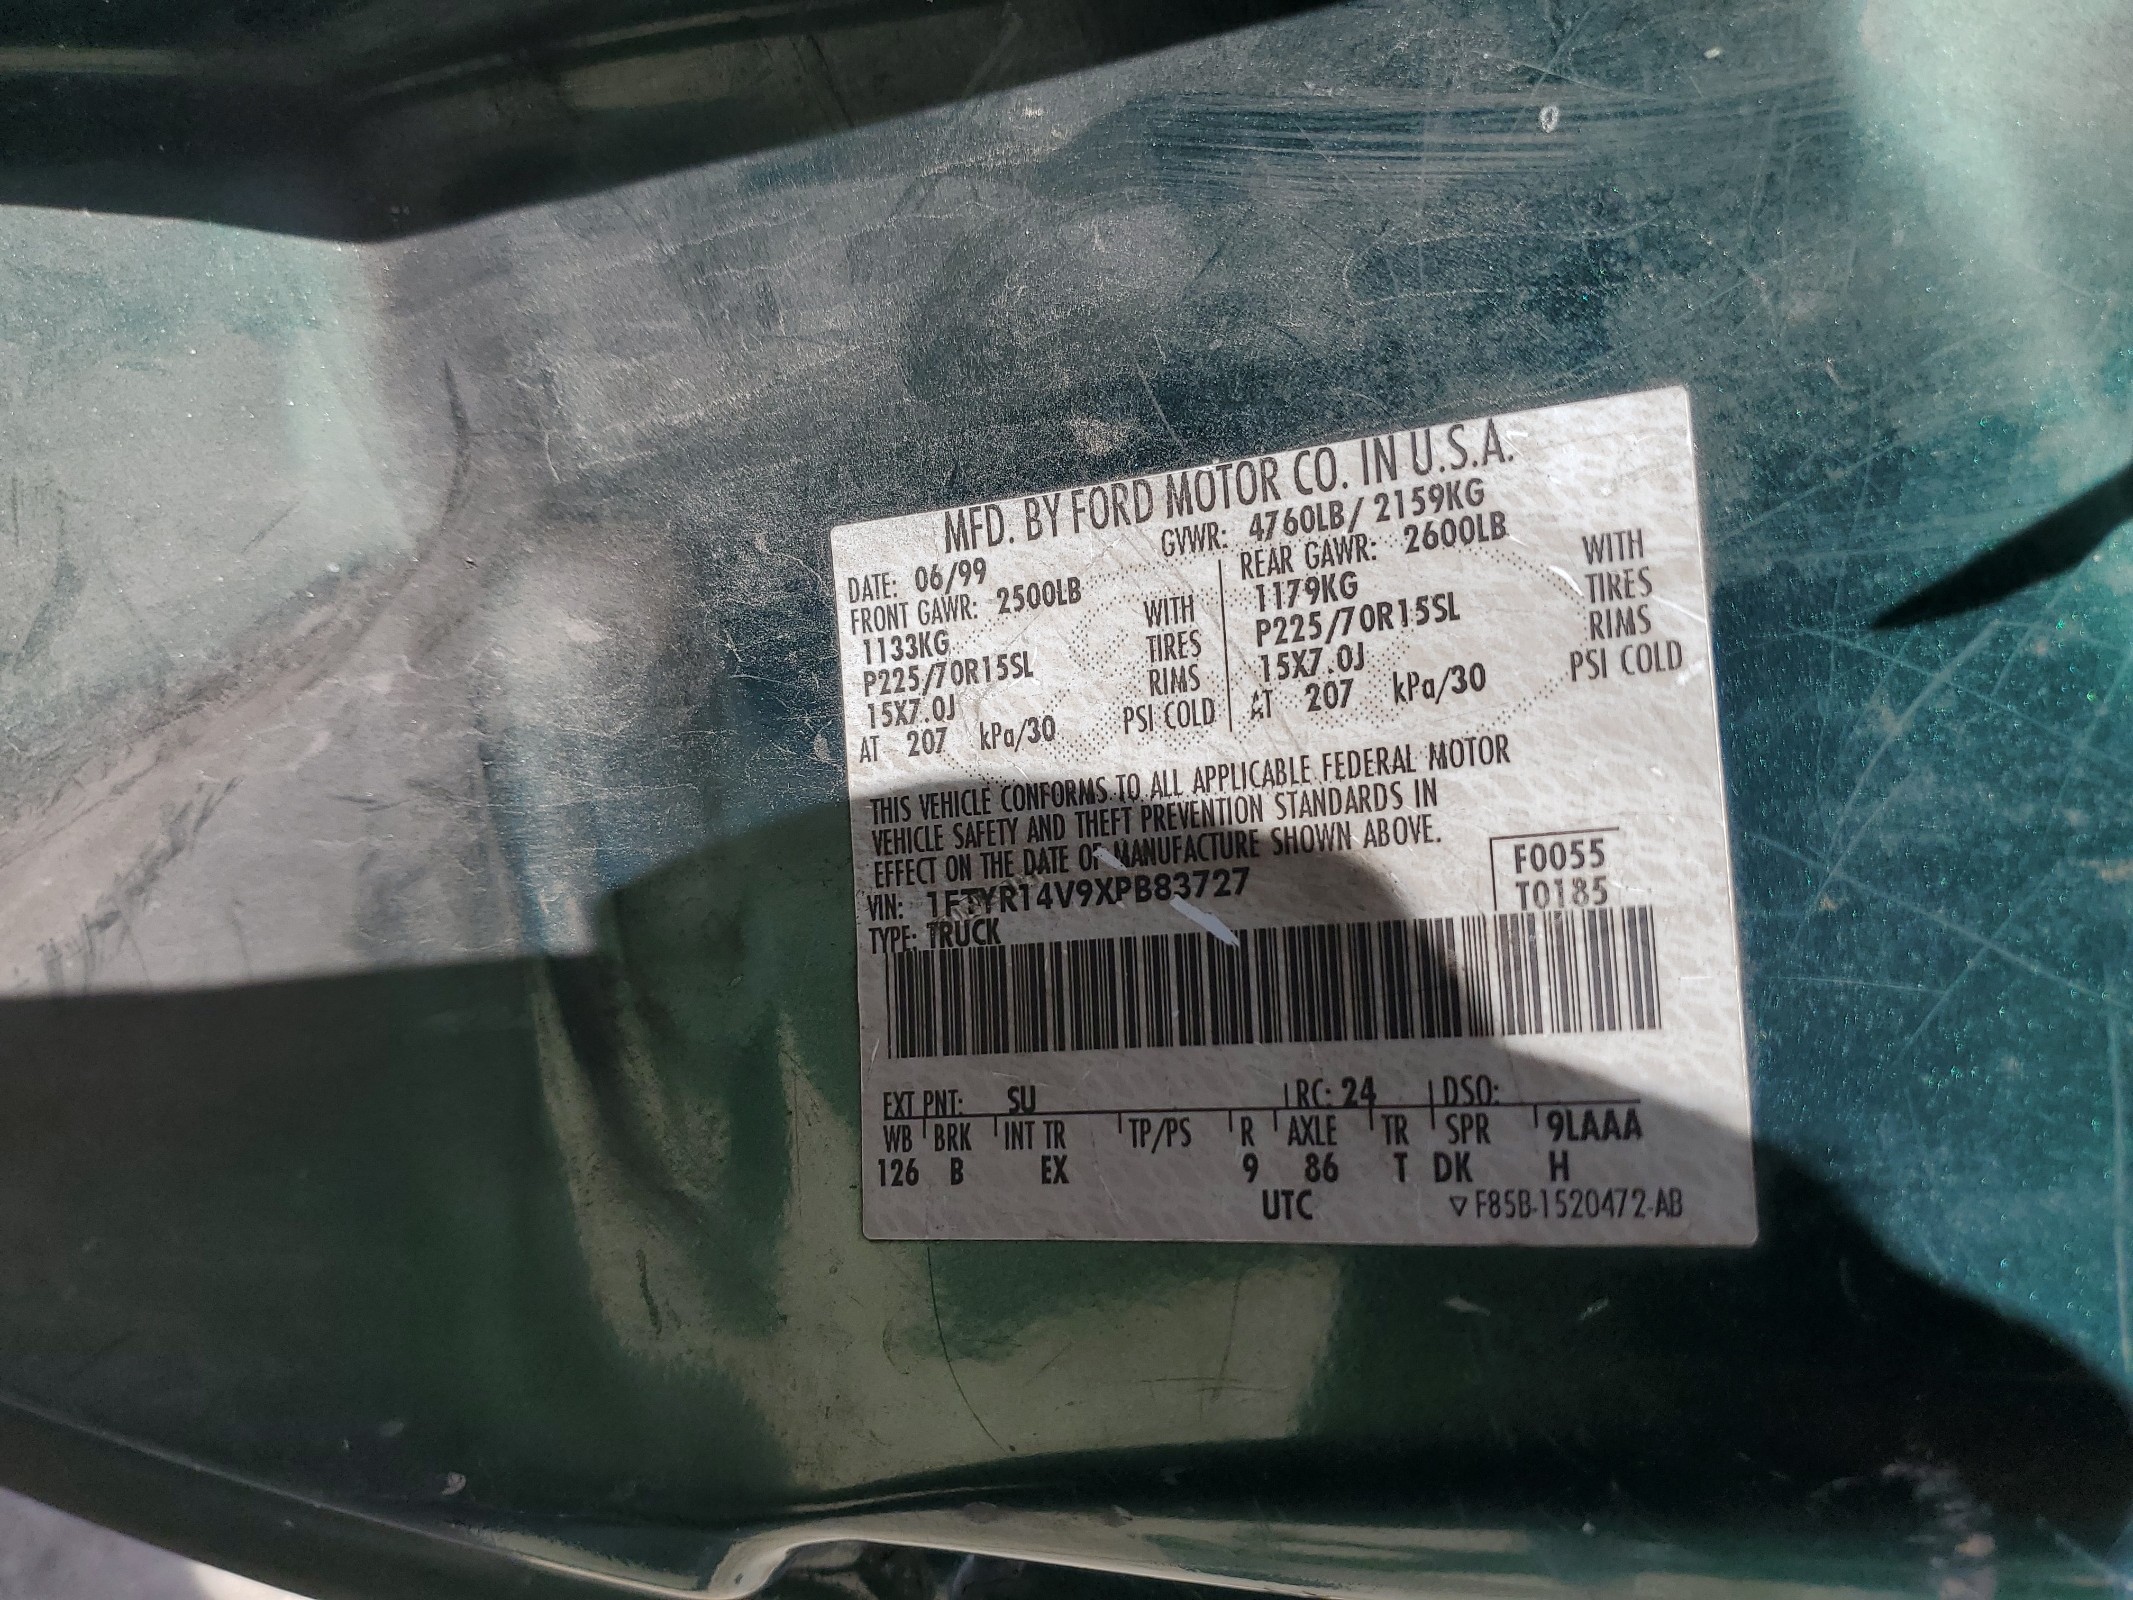 MFD. BY FORD MOTOR CO. IN U.S.A.
DATE: 06/99 GVWR: 4760LB/ 2159KG
FRONT GAWR: 2500LB REAR GAWR: 2600LB
1133KG WITH 1179KG WITH
P225/70R15SL TIRES P225/70R15SL TIRES
15X7.0J RIMS 15X7.0J RIMS
AT 207 kPa/30 PSI COLD AT 207 kPa/30 PSI COLD
THIS VEHICLE CONFORMS TO ALL APPLICABLE FEDERAL MOTOR
VEHICLE SAFETY AND THEFT PREVENTION STANDARDS IN
EFFECT ON THE DATE OF MANUFACTURE SHOWN ABOVE.
VIN: 1FTYR14V9XPB83727 F0055
TYPE: TRUCK T0185
EXT PNT: SU RC: 24 DSO:
WB BRK INT TR TP/PS R AXLE TR SPR 9LAAA
126 B EX 9 86 T DK H
UTC ▽ F85B-1520472-AB